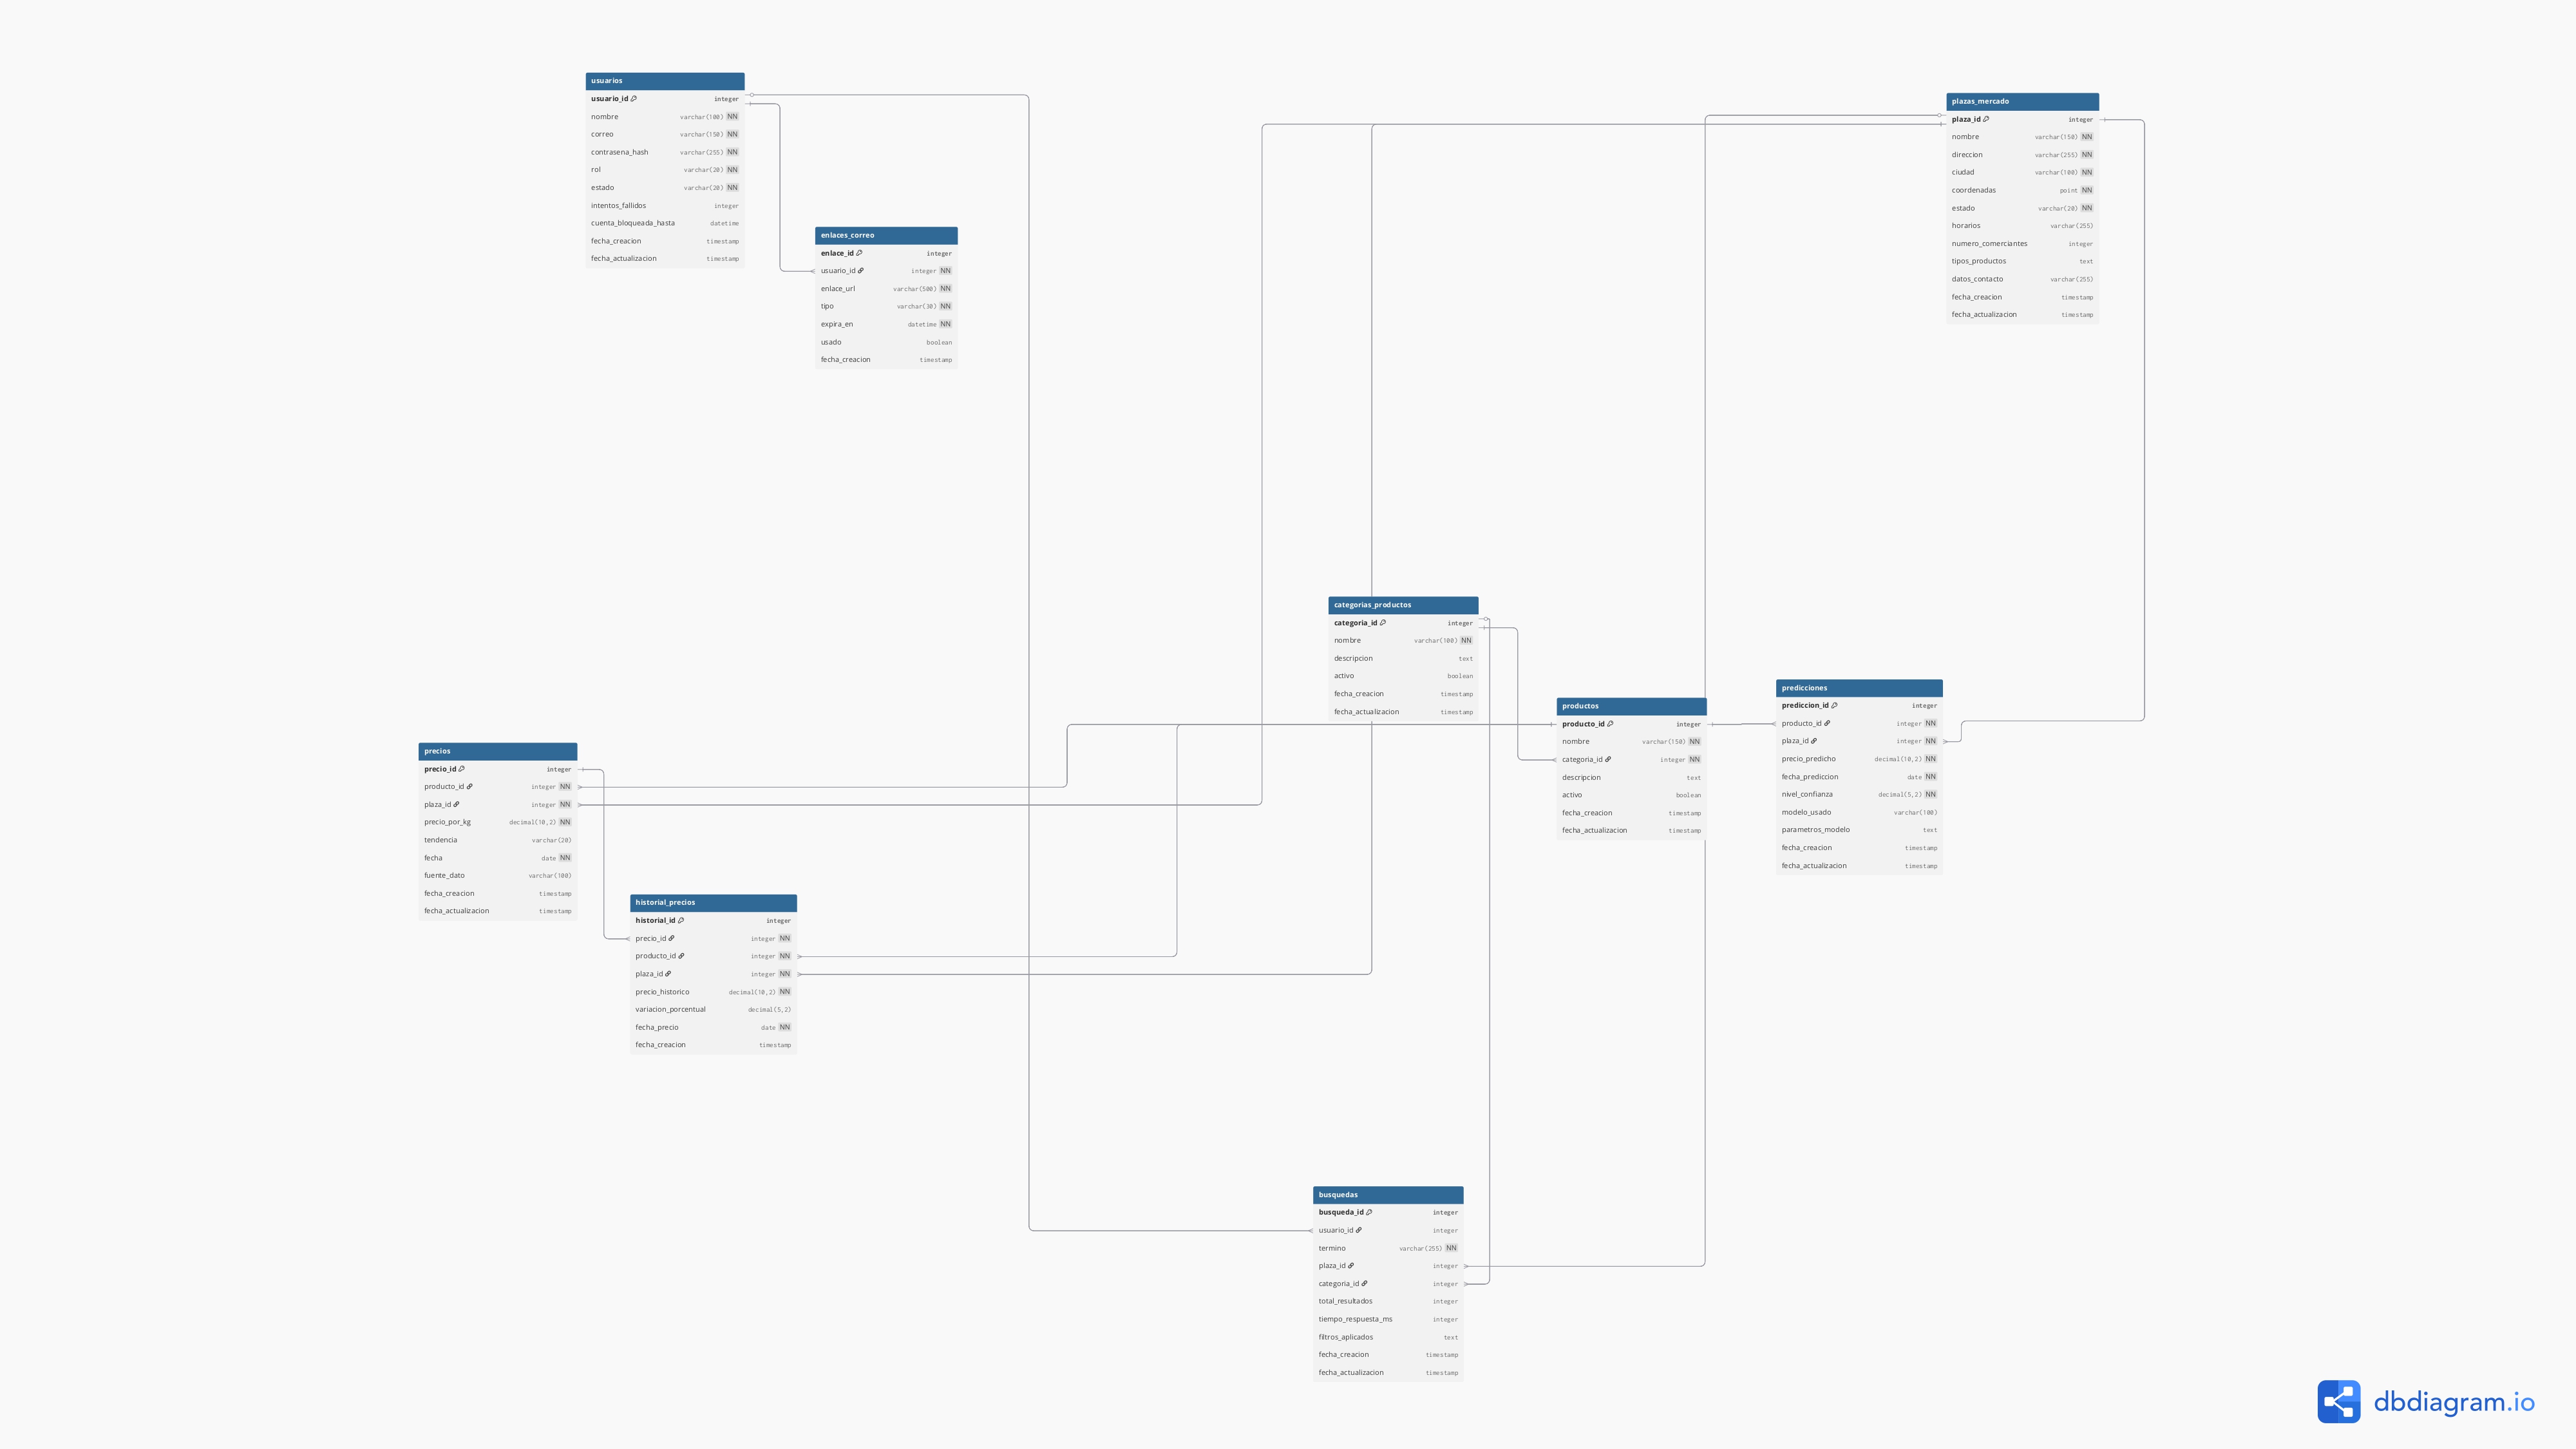 usuarios
usuario_id integer
nombre varchar(100) NN
correo varchar(150) NN
contrasena_hash varchar(255) NN
rol varchar(20) NN
estado varchar(20) NN
intentos_fallidos integer
cuenta_bloqueada_hasta datetime
fecha_creacion timestamp
fecha_actualizacion timestamp
plazas_mercado
plaza_id integer
nombre varchar(150) NN
direccion varchar(255) NN
ciudad varchar(100) NN
coordenadas point NN
estado varchar(20) NN
horarios varchar(255)
numero_comerciantes integer
tipos_productos text
datos_contacto varchar(255)
fecha_creacion timestamp
fecha_actualizacion timestamp
enlaces_correo
enlace_id integer
usuario_id integer NN
enlace_url varchar(500) NN
tipo varchar(30) NN
expira_en datetime NN
usado boolean
fecha_creacion timestamp
categorias_productos
categoria_id integer
nombre varchar(100) NN
descripcion text
activo boolean
fecha_creacion timestamp
fecha_actualizacion timestamp
productos
producto_id integer
nombre varchar(150) NN
categoria_id integer NN
descripcion text
activo boolean
fecha_creacion timestamp
fecha_actualizacion timestamp
predicciones
prediccion_id integer
producto_id integer NN
plaza_id integer NN
precio_predicho decimal(10,2) NN
fecha_prediccion date NN
nivel_confianza decimal(5,2) NN
modelo_usado varchar(100)
parametros_modelo text
fecha_creacion timestamp
fecha_actualizacion timestamp
precios
precio_id integer
producto_id integer NN
plaza_id integer NN
precio_por_kg decimal(10,2) NN
tendencia varchar(20)
fecha date NN
fuente_dato varchar(100)
fecha_creacion timestamp
fecha_actualizacion timestamp
historial_precios
historial_id integer
precio_id integer NN
producto_id integer NN
plaza_id integer NN
precio_historico decimal(10,2) NN
variacion_porcentual decimal(5,2)
fecha_precio date NN
fecha_creacion timestamp
busquedas
busqueda_id integer
usuario_id integer
termino varchar(255) NN
plaza_id integer
categoria_id integer
total_resultados integer
tiempo_respuesta_ms integer
filtros_aplicados text
fecha_creacion timestamp
fecha_actualizacion timestamp
dbdiagram.io